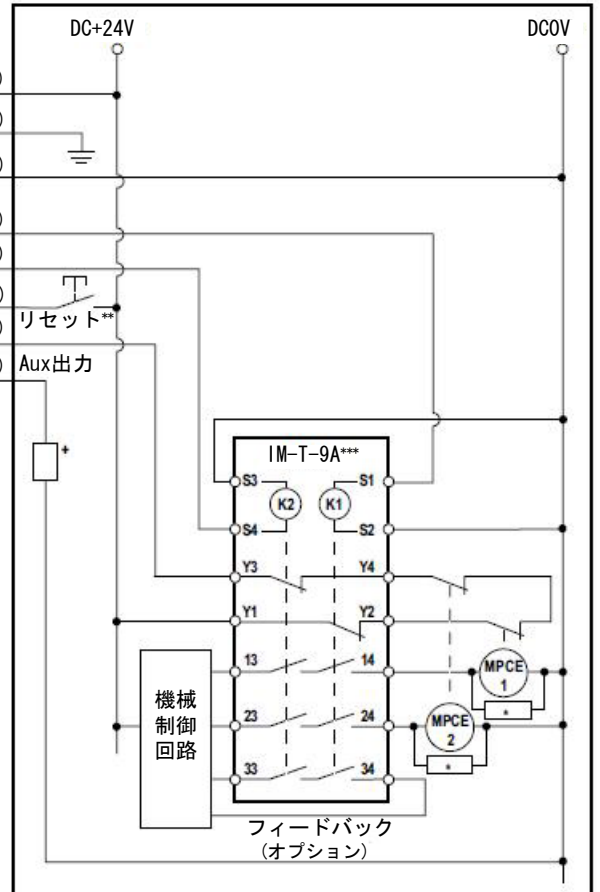 DC+24V DC0V
リセット**
Aux出力
+
IM-T-9A***
S3 S1
K2 K1
S4 S2
Y3 Y4
Y1 Y2
13 14
MPCE
1
機械
制御
回路
23 24
MPCE
2
*
*
33 34
フィードバック
(オプション)